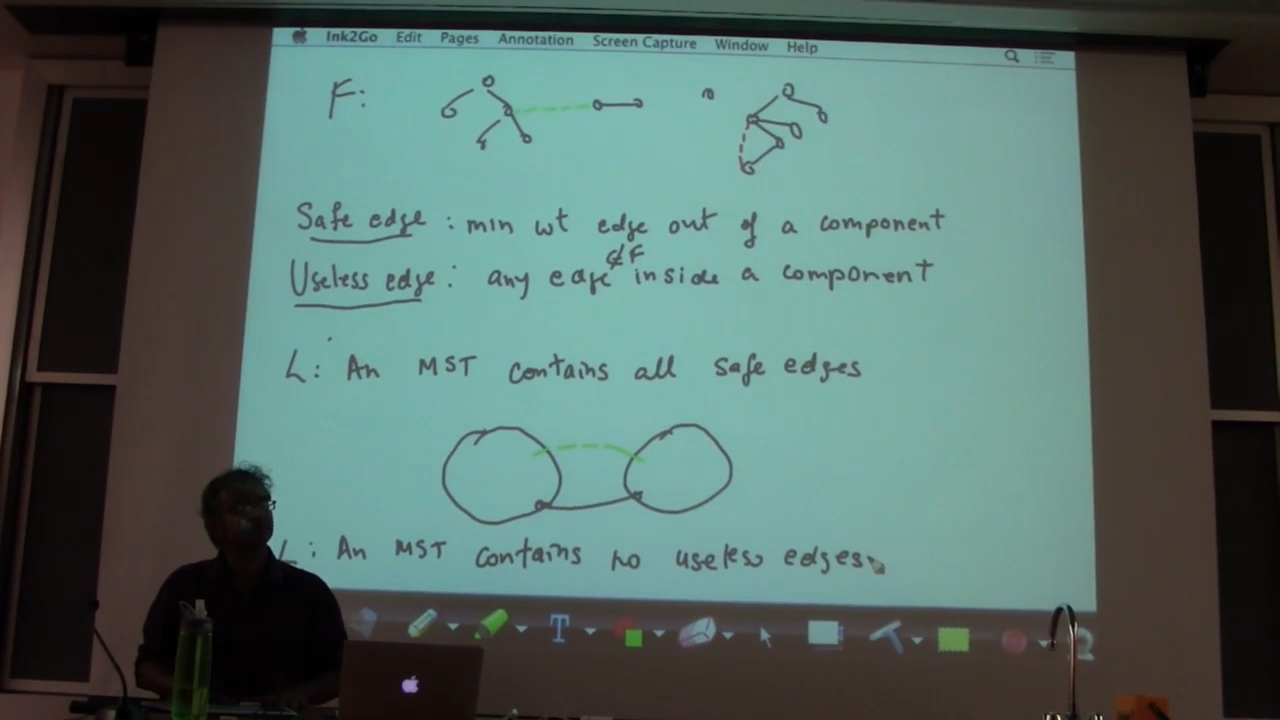 Ink2Go Edit Pages Annotation Screen Capture Window Help
F:
Safe edge : min wt edge out of a component
∉F
Useless edge : any edge inside a component
L: An MST contains all safe edges
L: An MST contains no useless edges
T